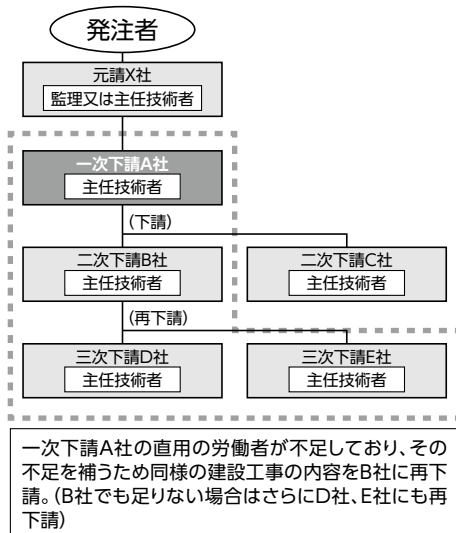 発注者
元請X社
監理又は主任技術者
一次下請A社
主任技術者
(下請)
二次下請B社
主任技術者
二次下請C社
主任技術者
(再下請)
三次下請D社
主任技術者
三次下請E社
主任技術者
一次下請A社の直用の労働者が不足しており、その
不足を補うため同様の建設工事の内容をB社に再下
請。(B社でも足りない場合はさらにD社、E社にも再
下請)